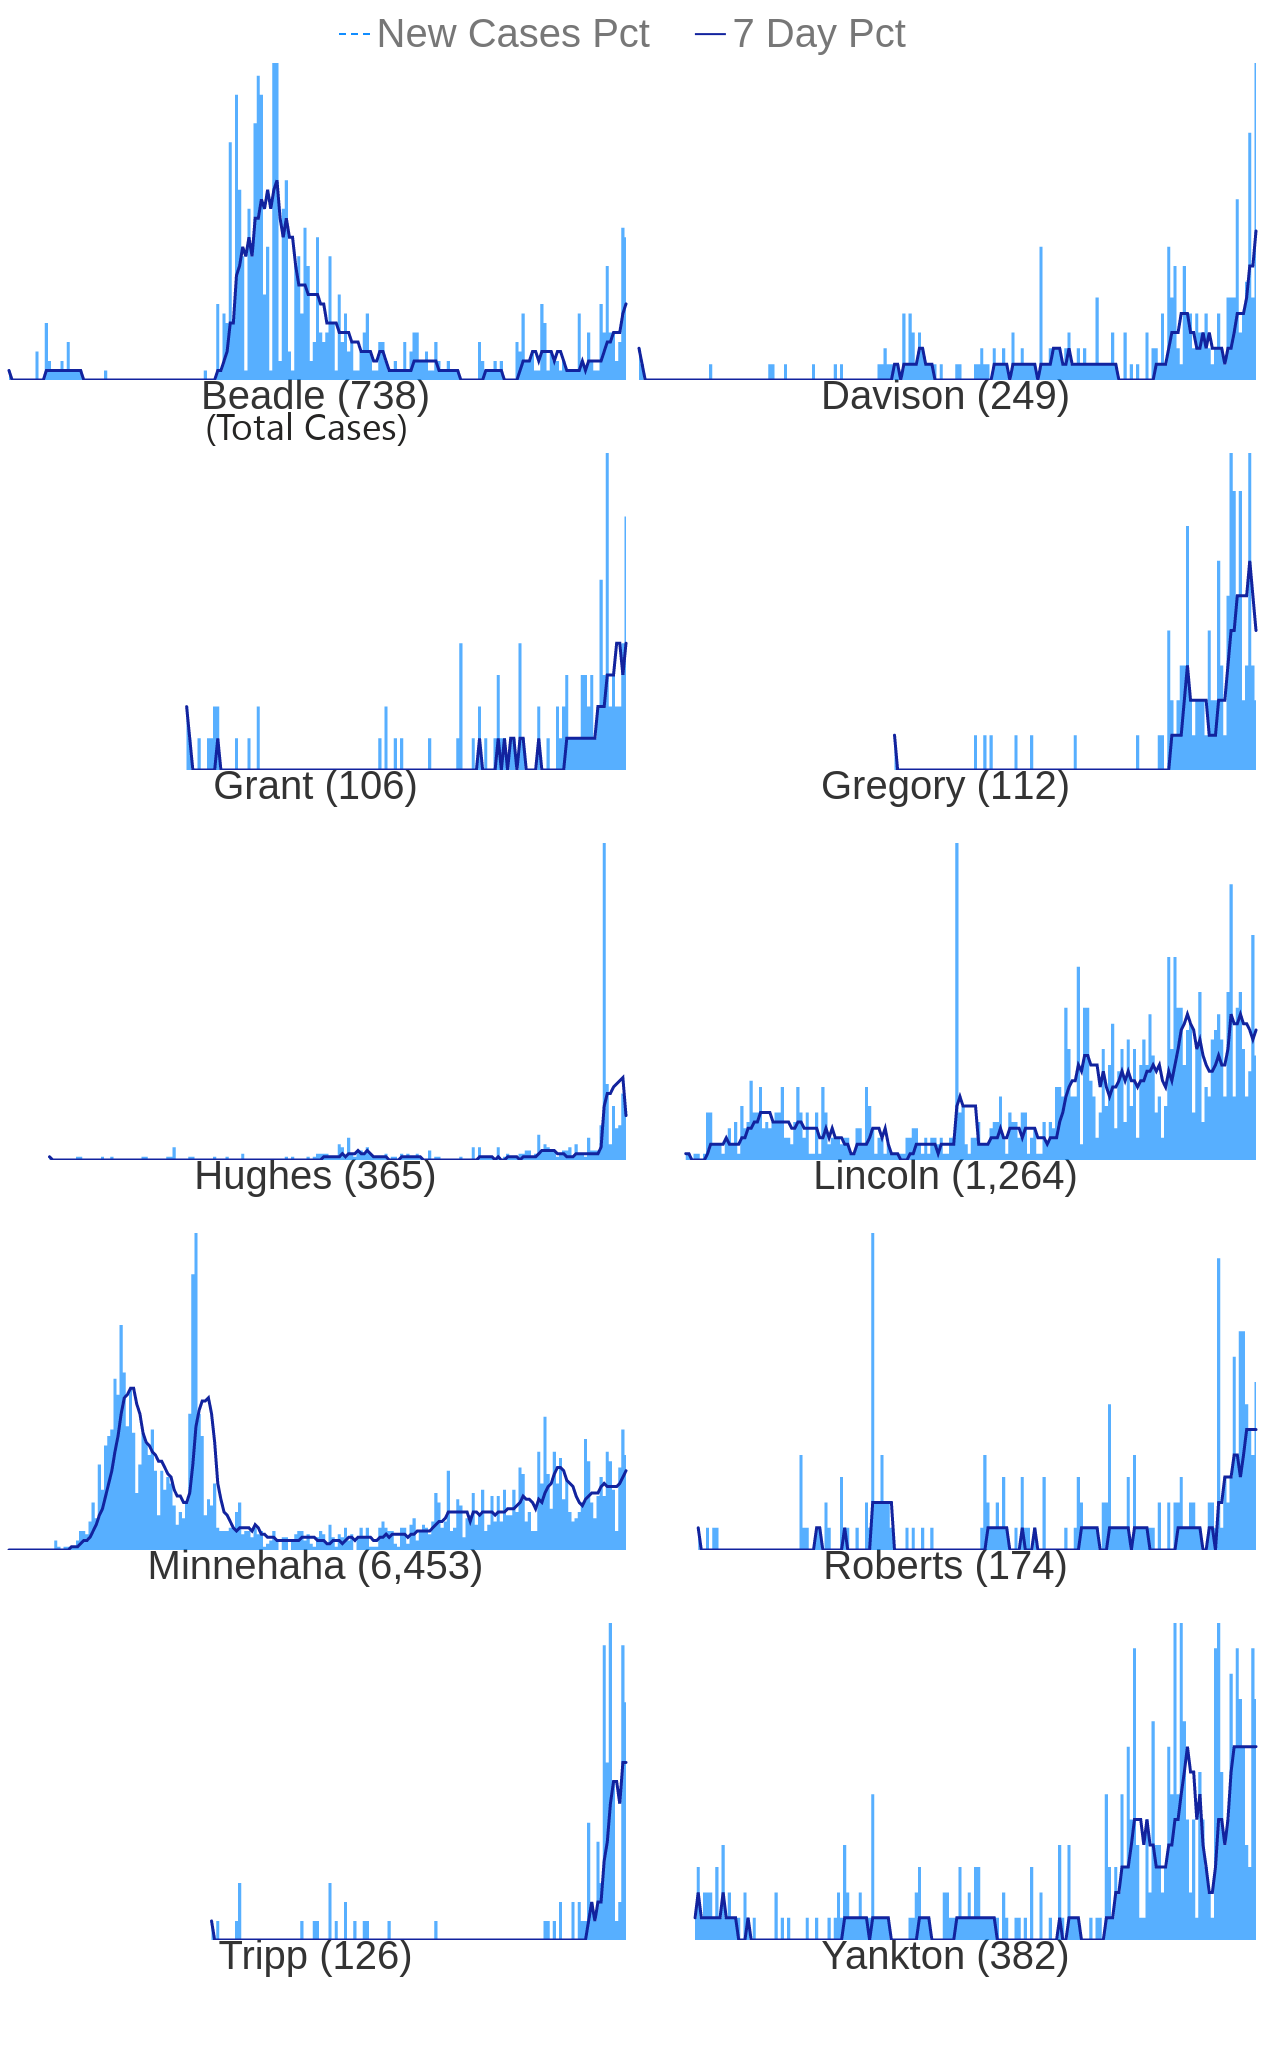 New Cases Pct 7 Day Pct
Beadle (738) Davison (249)
(Total Cases)
Grant (106) Gregory (112)
Hughes (365) Lincoln (1,264)
Minnehaha (6,453) Roberts (174)
Tripp (126) Yankton (382)